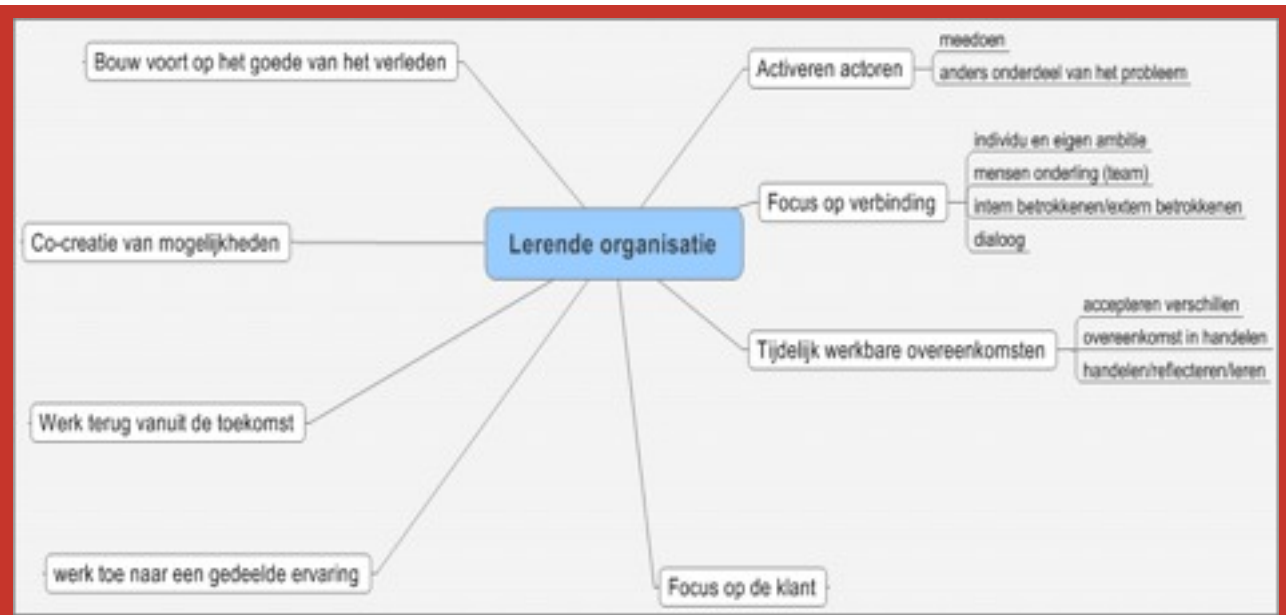 Lerende organisatie
Bouw voort op het goede van het verleden
Co-creatie van mogelijkheden
Werk terug vanuit de toekomst
werk toe naar een gedeelde ervaring
Activeren actoren
meedoen
anders onderdeel van het probleem
Focus op verbinding
individu en eigen ambitie
mensen onderling (team)
intern betrokkenen/extern betrokkenen
dialoog
Tijdelijk werkbare overeenkomsten
accepteren verschillen
overeenkomst in handelen
handelen/reflecteren/leren
Focus op de klant